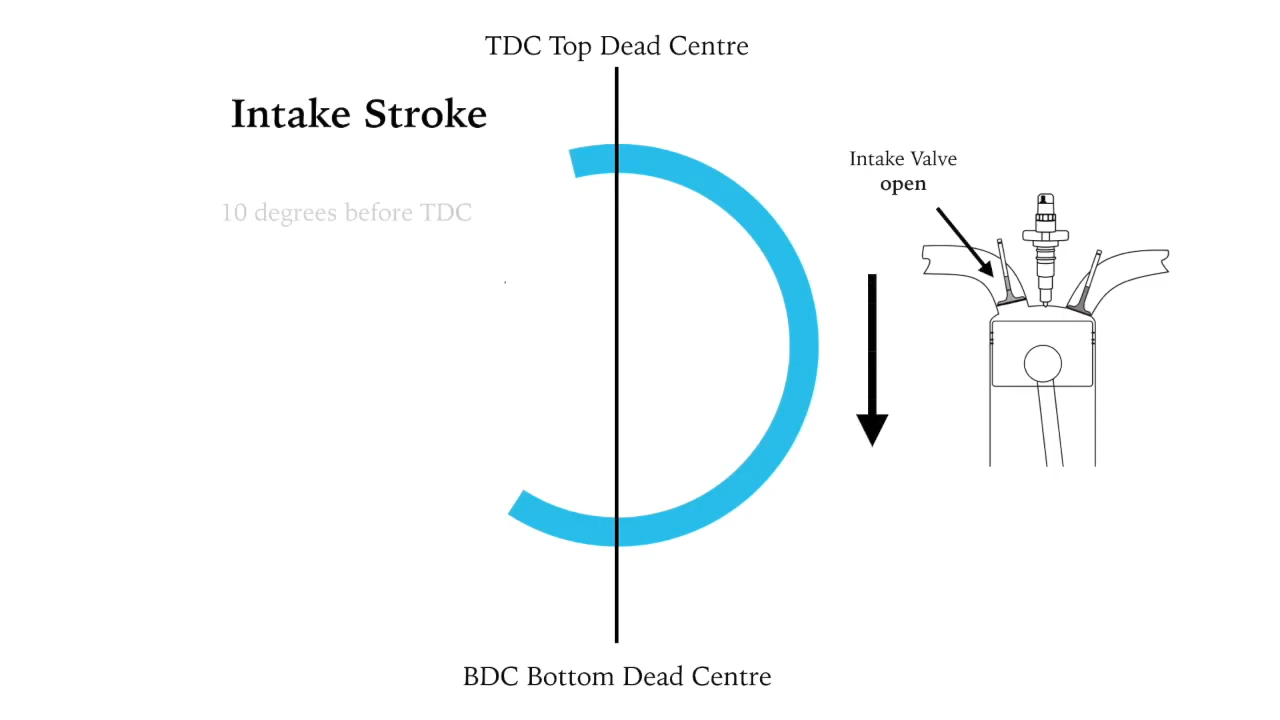 TDC Top Dead Centre
Intake Stroke
Intake Valve
open
10 degrees before TDC
BDC Bottom Dead Centre